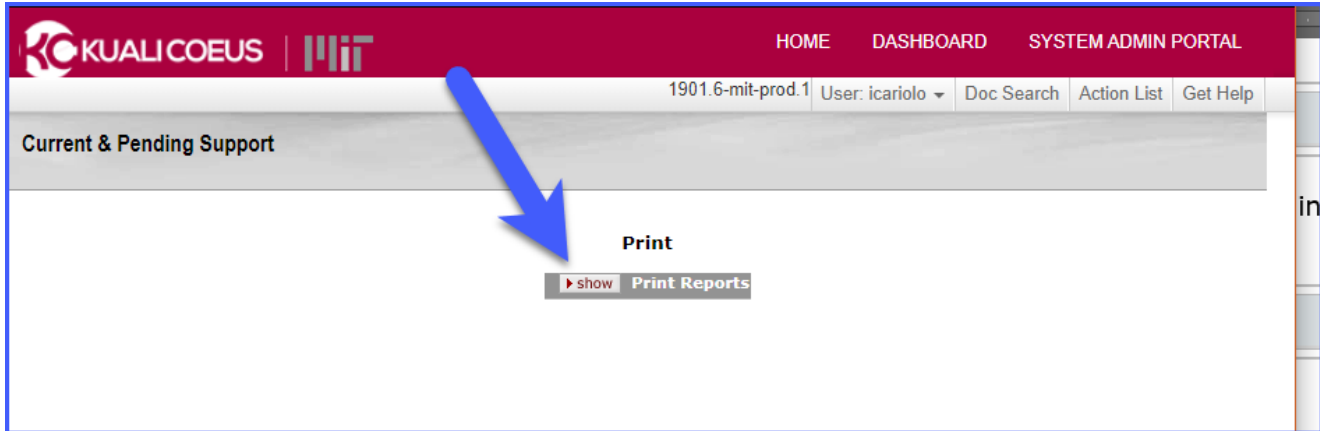 KUALI COEUS MIT HOME DASHBOARD SYSTEM ADMIN PORTAL
1901.6-mit-prod.1 User: icariolo Doc Search Action List Get Help
Current & Pending Support
in
Print
show Print Reports